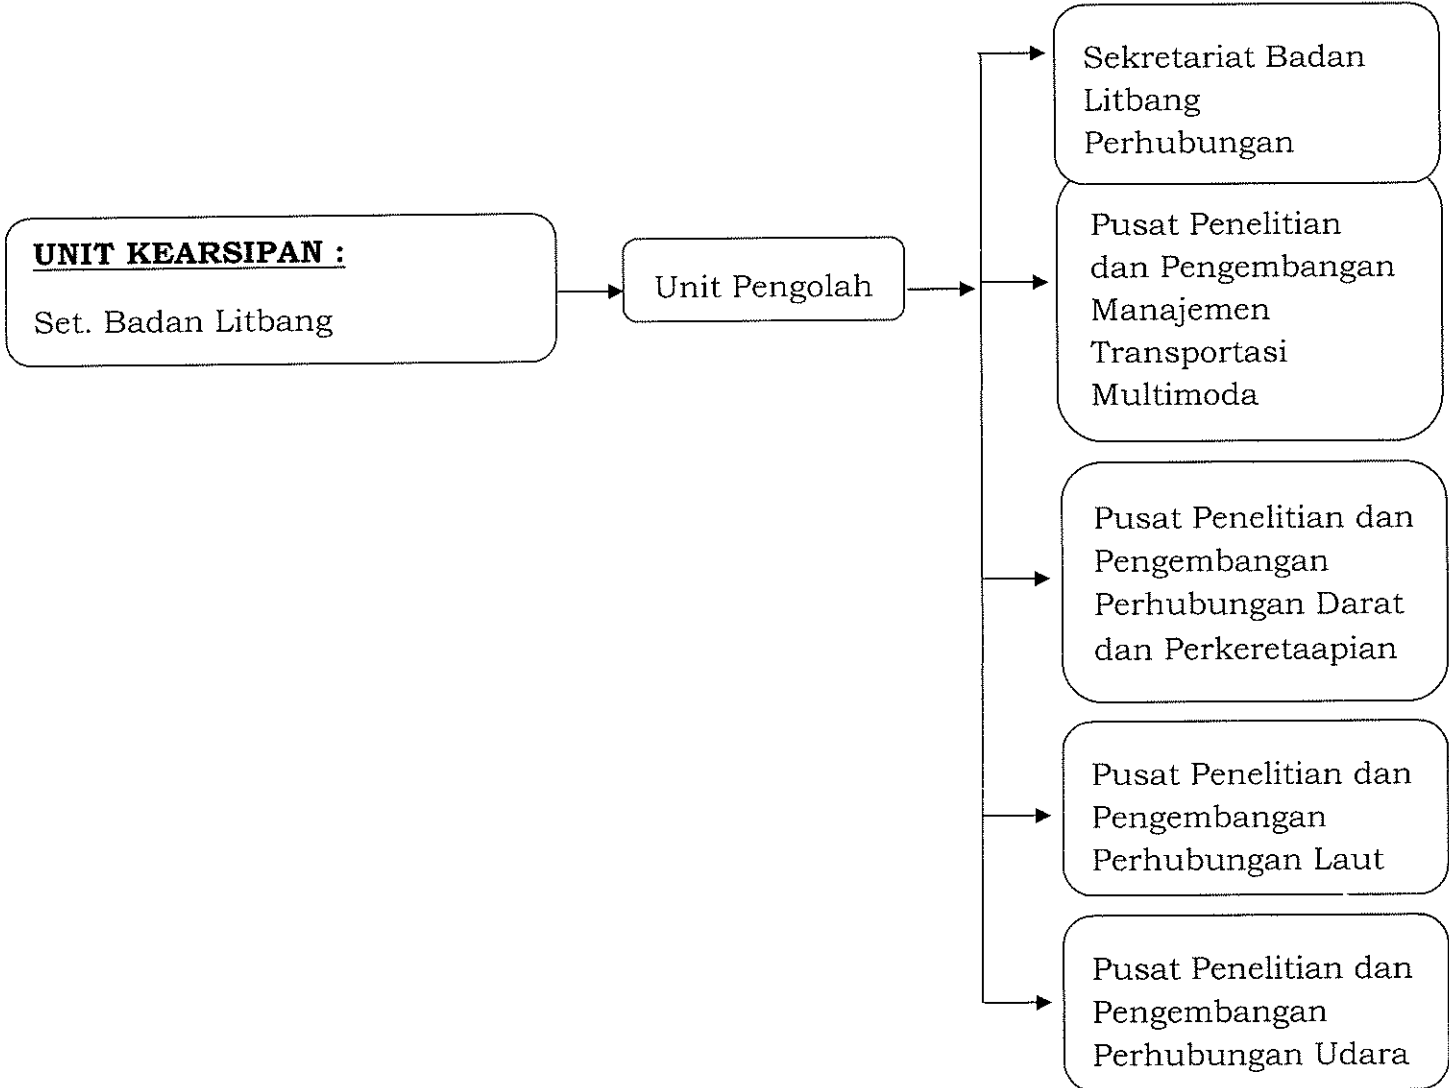 UNIT KEARSIPAN :
Set. Badan Litbang
Unit Pengolah
Sekretariat Badan
Litbang
Perhubungan
Pusat Penelitian
dan Pengembangan
Manajemen
Transportasi
Multimoda
Pusat Penelitian dan
Pengembangan
Perhubungan Darat
dan Perkeretaapian
Pusat Penelitian dan
Pengembangan
Perhubungan Laut
Pusat Penelitian dan
Pengembangan
Perhubungan Udara